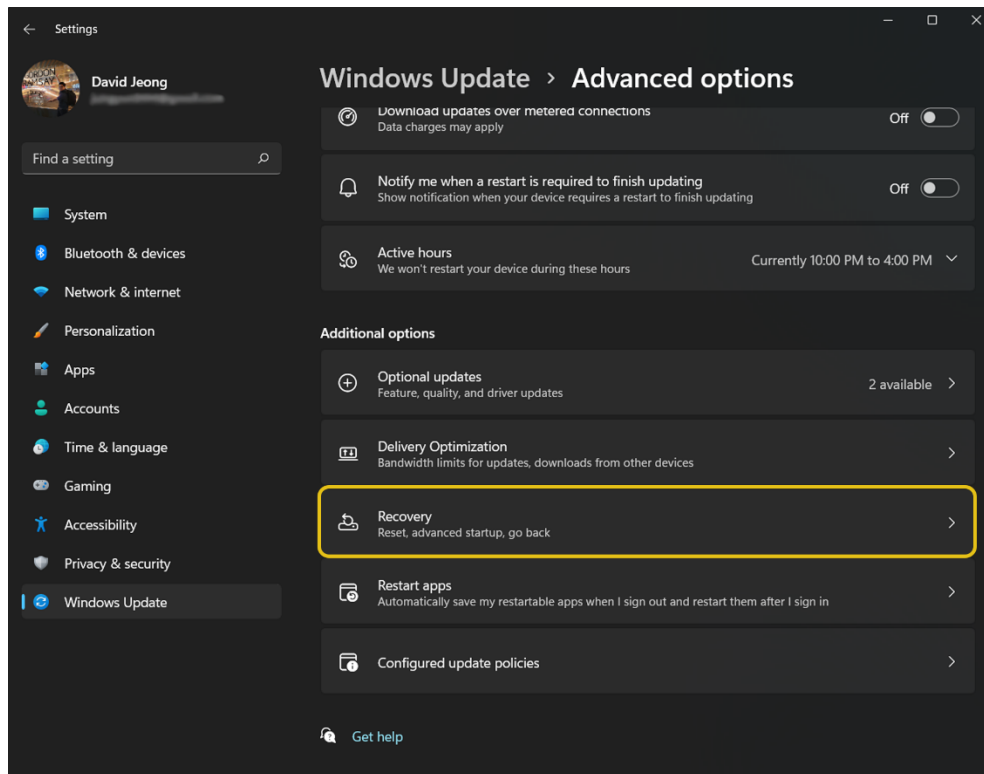 Settings
David Jeong
Windows Update > Advanced options
Find a setting
System
Bluetooth & devices
Network & internet
Personalization
Apps
Accounts
Time & language
Gaming
Accessibility
Privacy & security
Windows Update
Download updates over metered connections
Data charges may apply
Off
Notify me when a restart is required to finish updating
Show notification when your device requires a restart to finish updating
Off
Active hours
We won't restart your device during these hours
Currently 10:00 PM to 4:00 PM
Additional options
Optional updates
Feature, quality, and driver updates
2 available
Delivery Optimization
Bandwidth limits for updates, downloads from other devices
Recovery
Reset, advanced startup, go back
Restart apps
Automatically save my restartable apps when I sign out and restart them after I sign in
Configured update policies
Get help